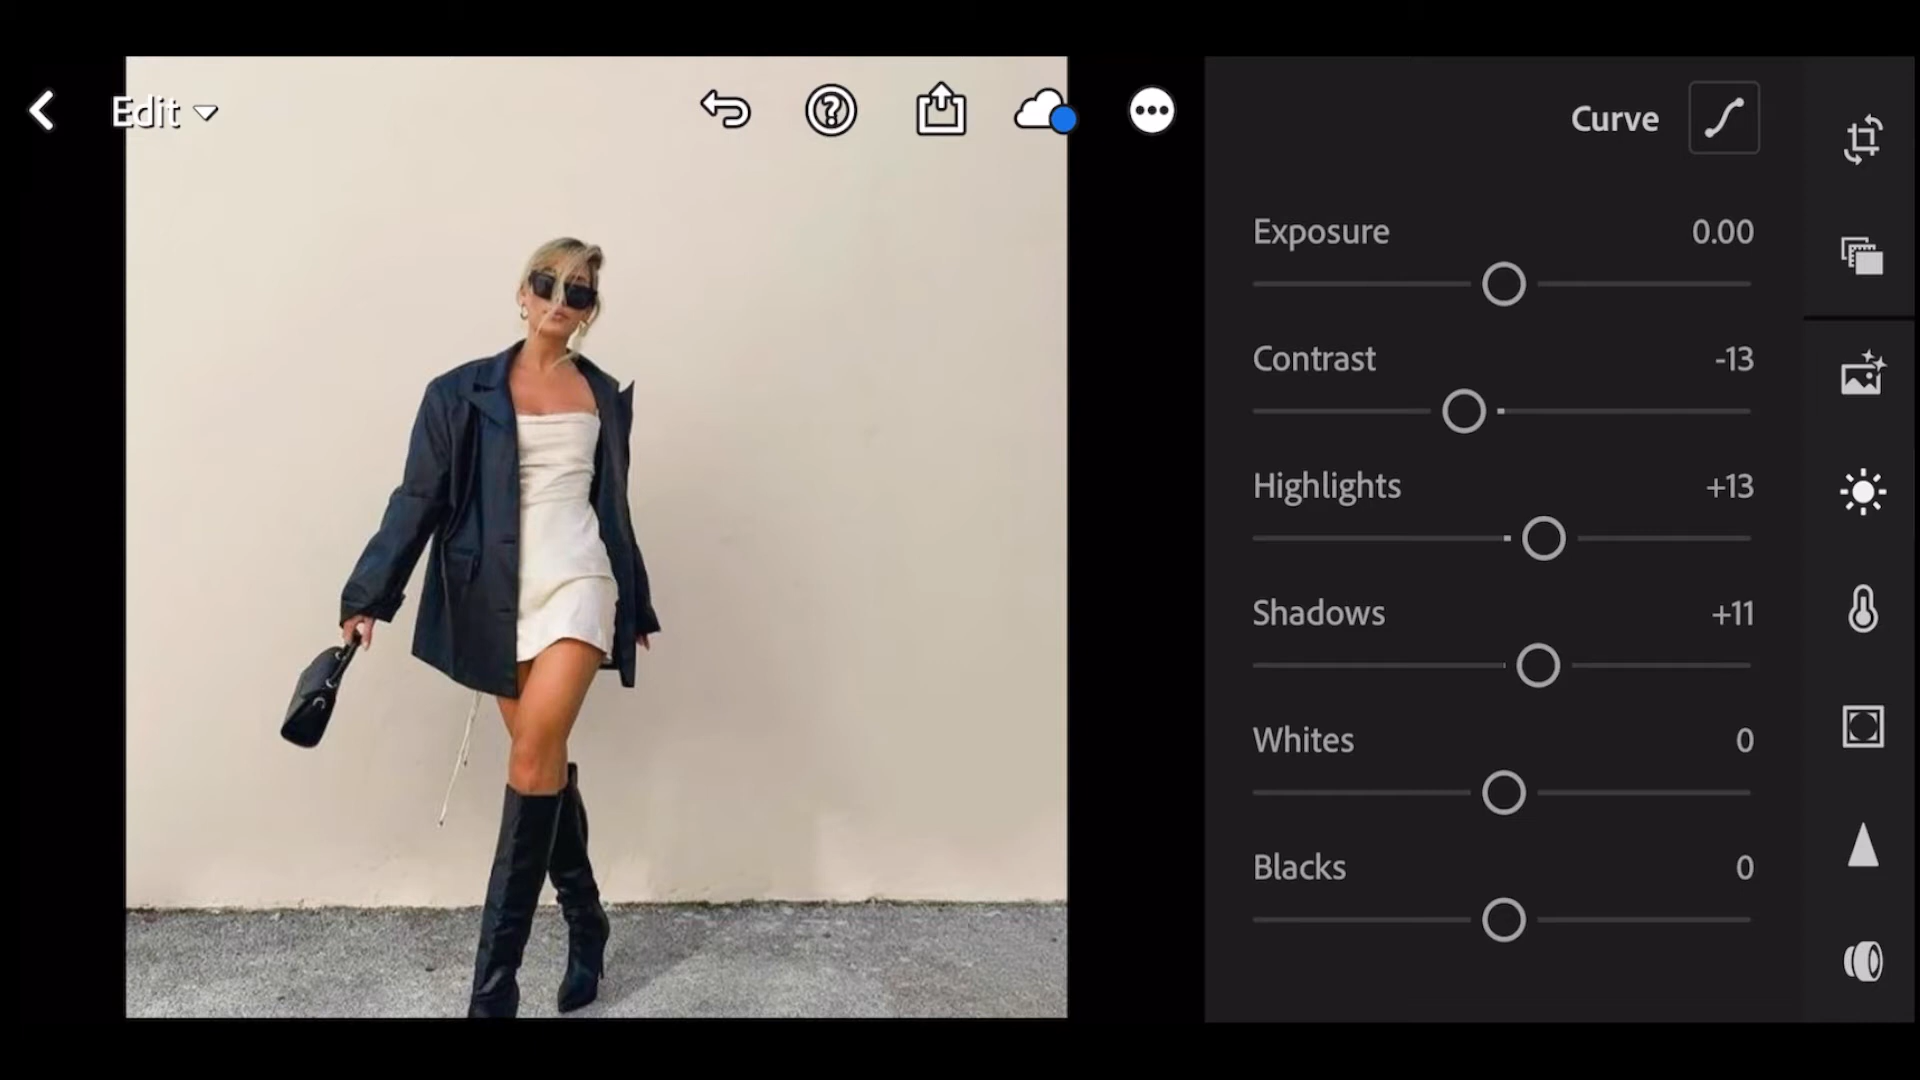 Edit
Curve
Exposure 0.00
Contrast -13
Highlights +13
Shadows +11
Whites 0
Blacks 0